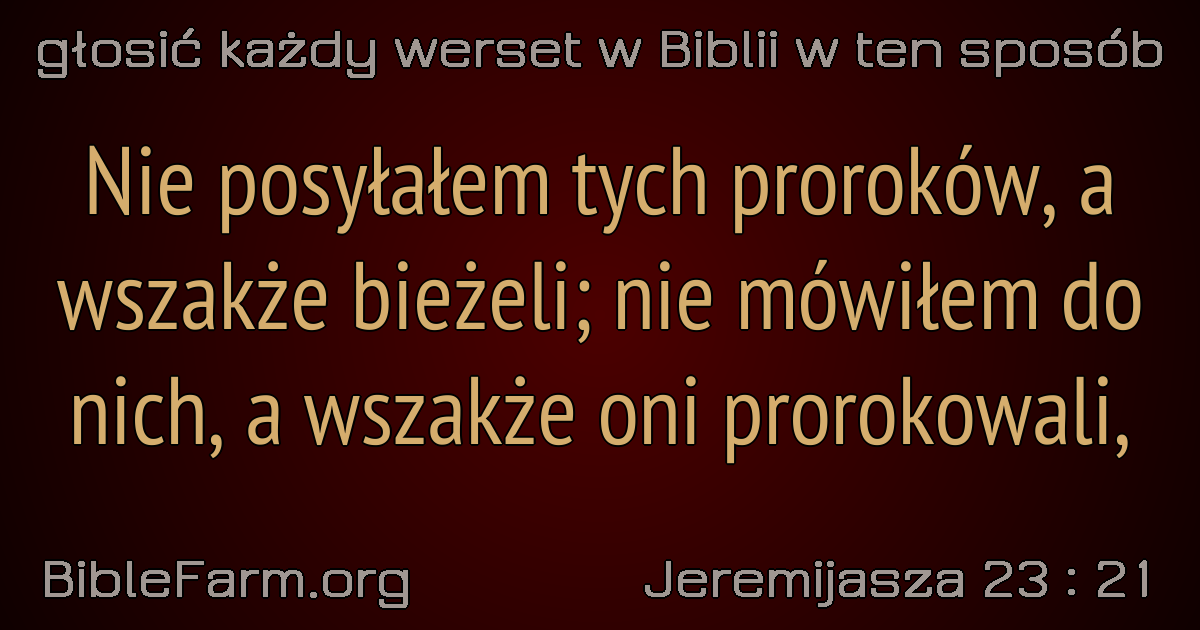 głosić każdy werset w Biblii w ten sposób
Nie posyłałem tych proroków, a
wszakże bieżeli; nie mówiłem do
nich, a wszakże oni prorokowali,
BibleFarm.org
Jeremijasza 23 : 21